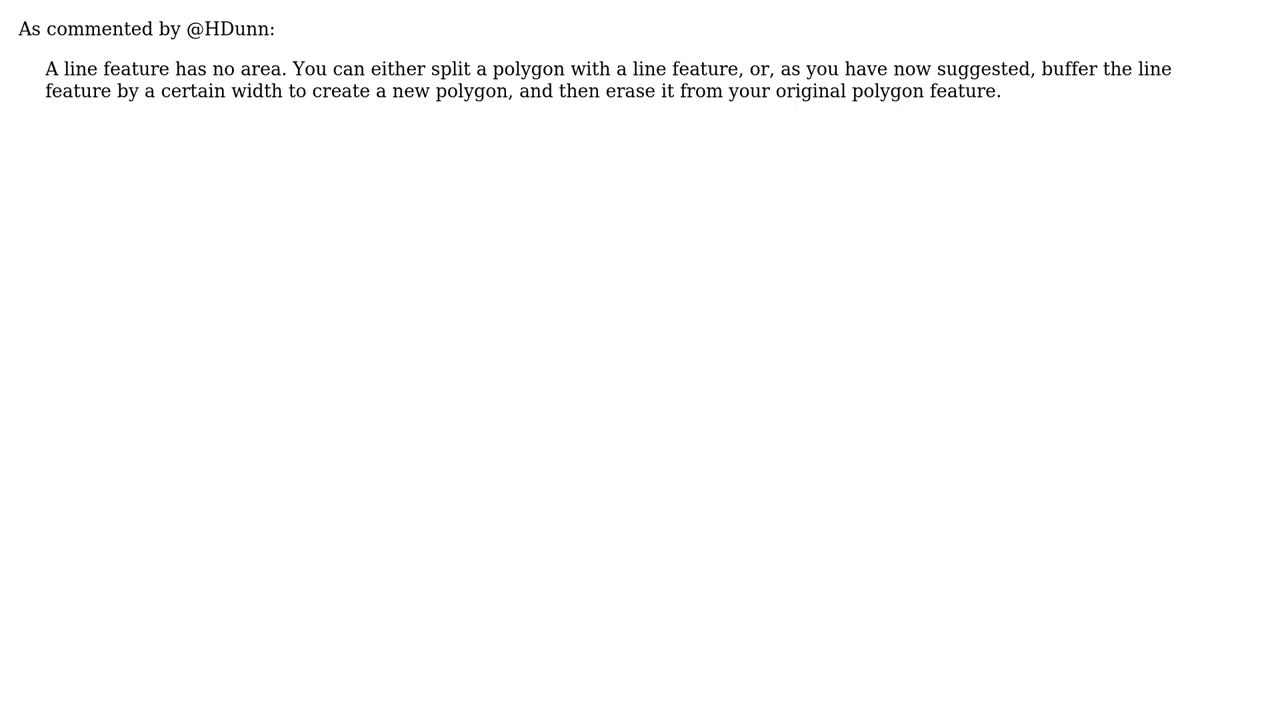 As commented by @HDunn:
A line feature has no area. You can either split a polygon with a line feature, or, as you have now suggested, buffer the line
feature by a certain width to create a new polygon, and then erase it from your original polygon feature.